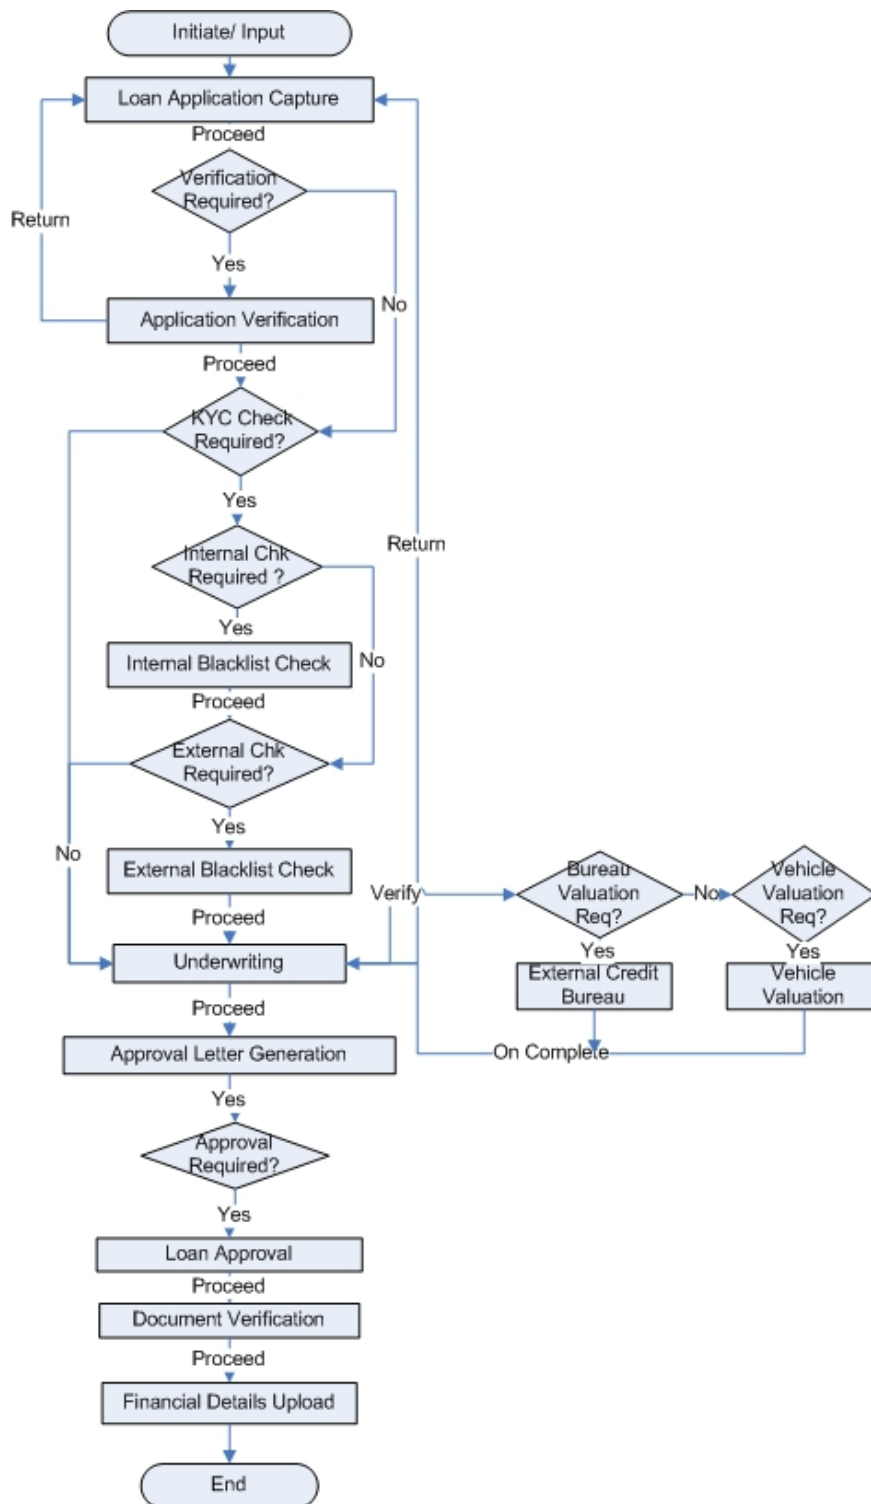 Initiate/ Input
Loan Application Capture
Proceed
Verification
Required?
Return
Yes
No
Application Verification
Proceed
KYC Check
Required?
Yes
Internal Chk
Required ?
Return
Yes
No
Internal Blacklist Check
Proceed
External Chk
Required?
Yes
No
External Blacklist Check
Verify
Bureau
Valuation
Req?
No
Vehicle
Valuation
Req?
Proceed
Yes
Yes
Underwriting
External Credit
Bureau
Vehicle
Valuation
Proceed
Approval Letter Generation
On Complete
Yes
Approval
Required?
Yes
Loan Approval
Proceed
Document Verification
Proceed
Financial Details Upload
End